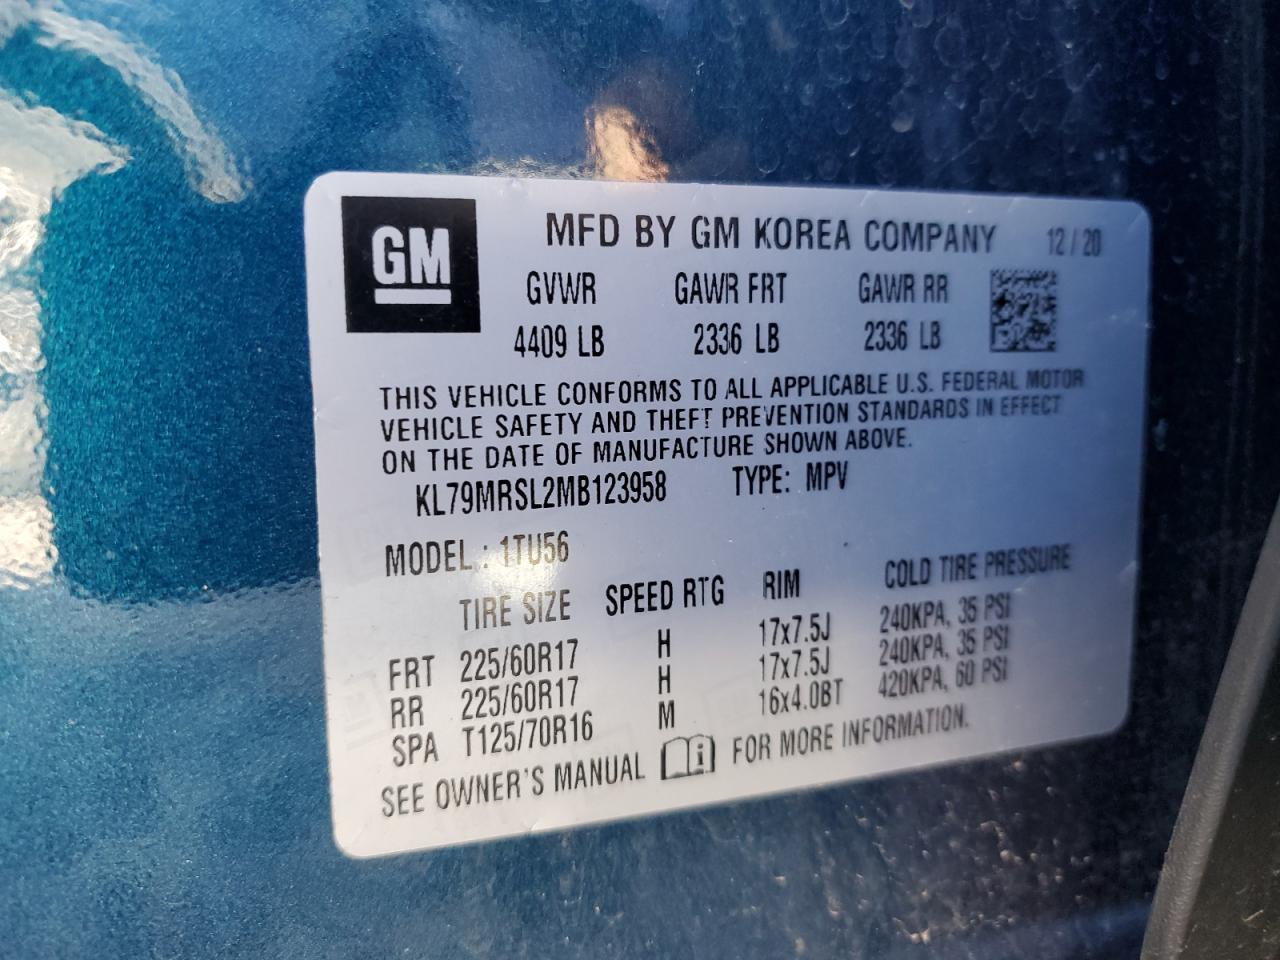 GM
MFD BY GM KOREA COMPANY 12/20
GVWR GAWR FRT GAWR RR
4409 LB 2336 LB 2336 LB
THIS VEHICLE CONFORMS TO ALL APPLICABLE U.S. FEDERAL MOTOR
VEHICLE SAFETY AND THEFT PREVENTION STANDARDS IN EFFECT
ON THE DATE OF MANUFACTURE SHOWN ABOVE.
KL79MRSL2MB123958 TYPE: MPV
MODEL : 1TU56
TIRE SIZE SPEED RTG RIM COLD TIRE PRESSURE
FRT 225/60R17 H 17x7.5J 240KPA, 35 PSI
RR 225/60R17 H 17x7.5J 240KPA, 35 PSI
SPA T125/70R16 M 16x4.0BT 420KPA, 60 PSI
SEE OWNER'S MANUAL i FOR MORE INFORMATION.